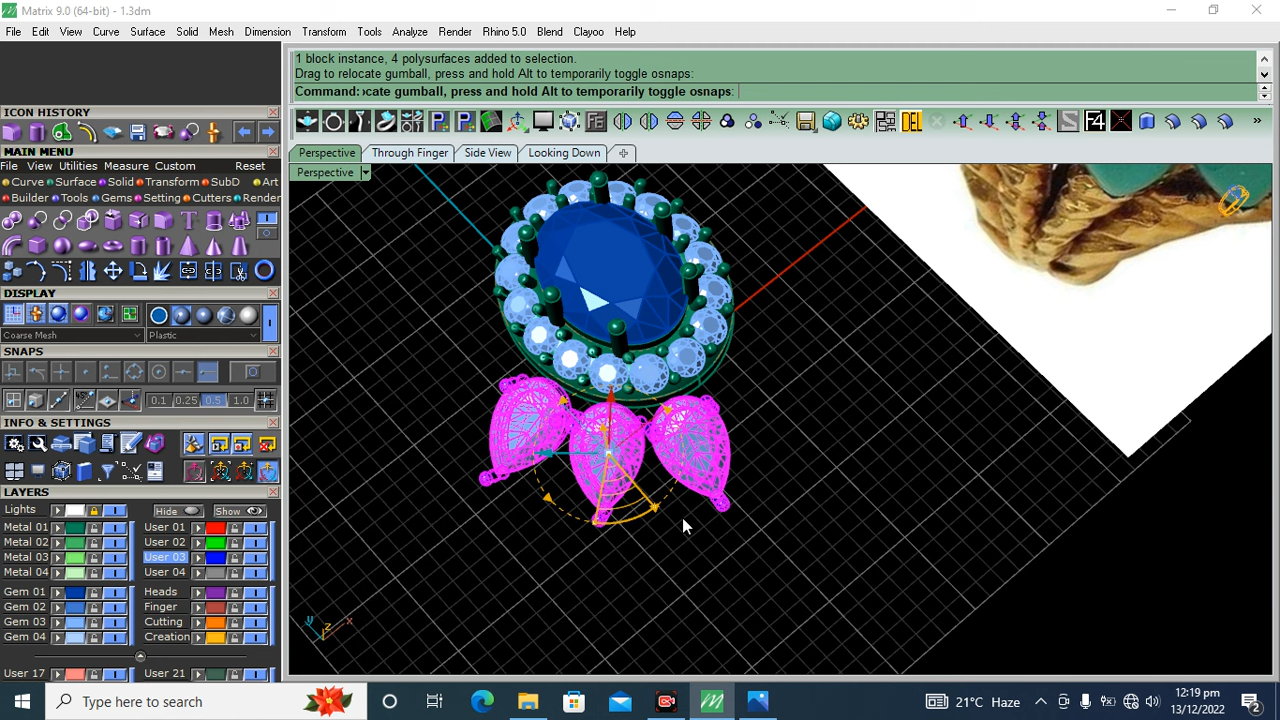 Matrix 9.0 (64-bit) - 1.3dm
File Edit View Curve Surface Solid Mesh Dimension Transform Tools Analyze Render Rhino 5.0 Blend Clayoo Help
1 block instance, 4 polysurfaces added to selection.
Drag to relocate gumball, press and hold Alt to temporarily toggle osnaps:
Command: ›cate gumball, press and hold Alt to temporarily toggle osnaps:
ICON HISTORY
MAIN MENU
File View Utilities Measure Custom Reset
Curve Surface Solid Transform SubD Art
Builder Tools Gems Setting Cutters Render
DISPLAY
Coarse Mesh Plastic
SNAPS
0.1 0.25 0.5 1.0
INFO & SETTINGS
LAYERS
Lights Hide Show
Metal 01 User 01
Metal 02 User 02
Metal 03 User 03
Metal 04 User 04
Gem 01 Heads
Gem 02 Finger
Gem 03 Cutting
Gem 04 Creation
User 17 User 21
F4 DEL
Perspective Through Finger Side View Looking Down
Perspective
y z x
Type here to search
21°C Haze
12:19 pm
13/12/2022
2